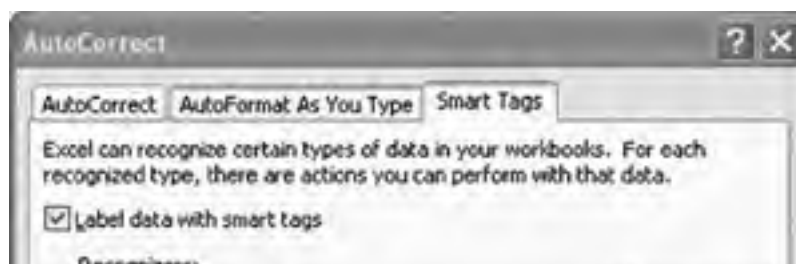 AutoCorrect
AutoCorrect AutoFormat As You Type Smart Tags
Excel can recognize certain types of data in your workbooks. For each
recognized type, there are actions you can perform with that data.
Label data with smart tags